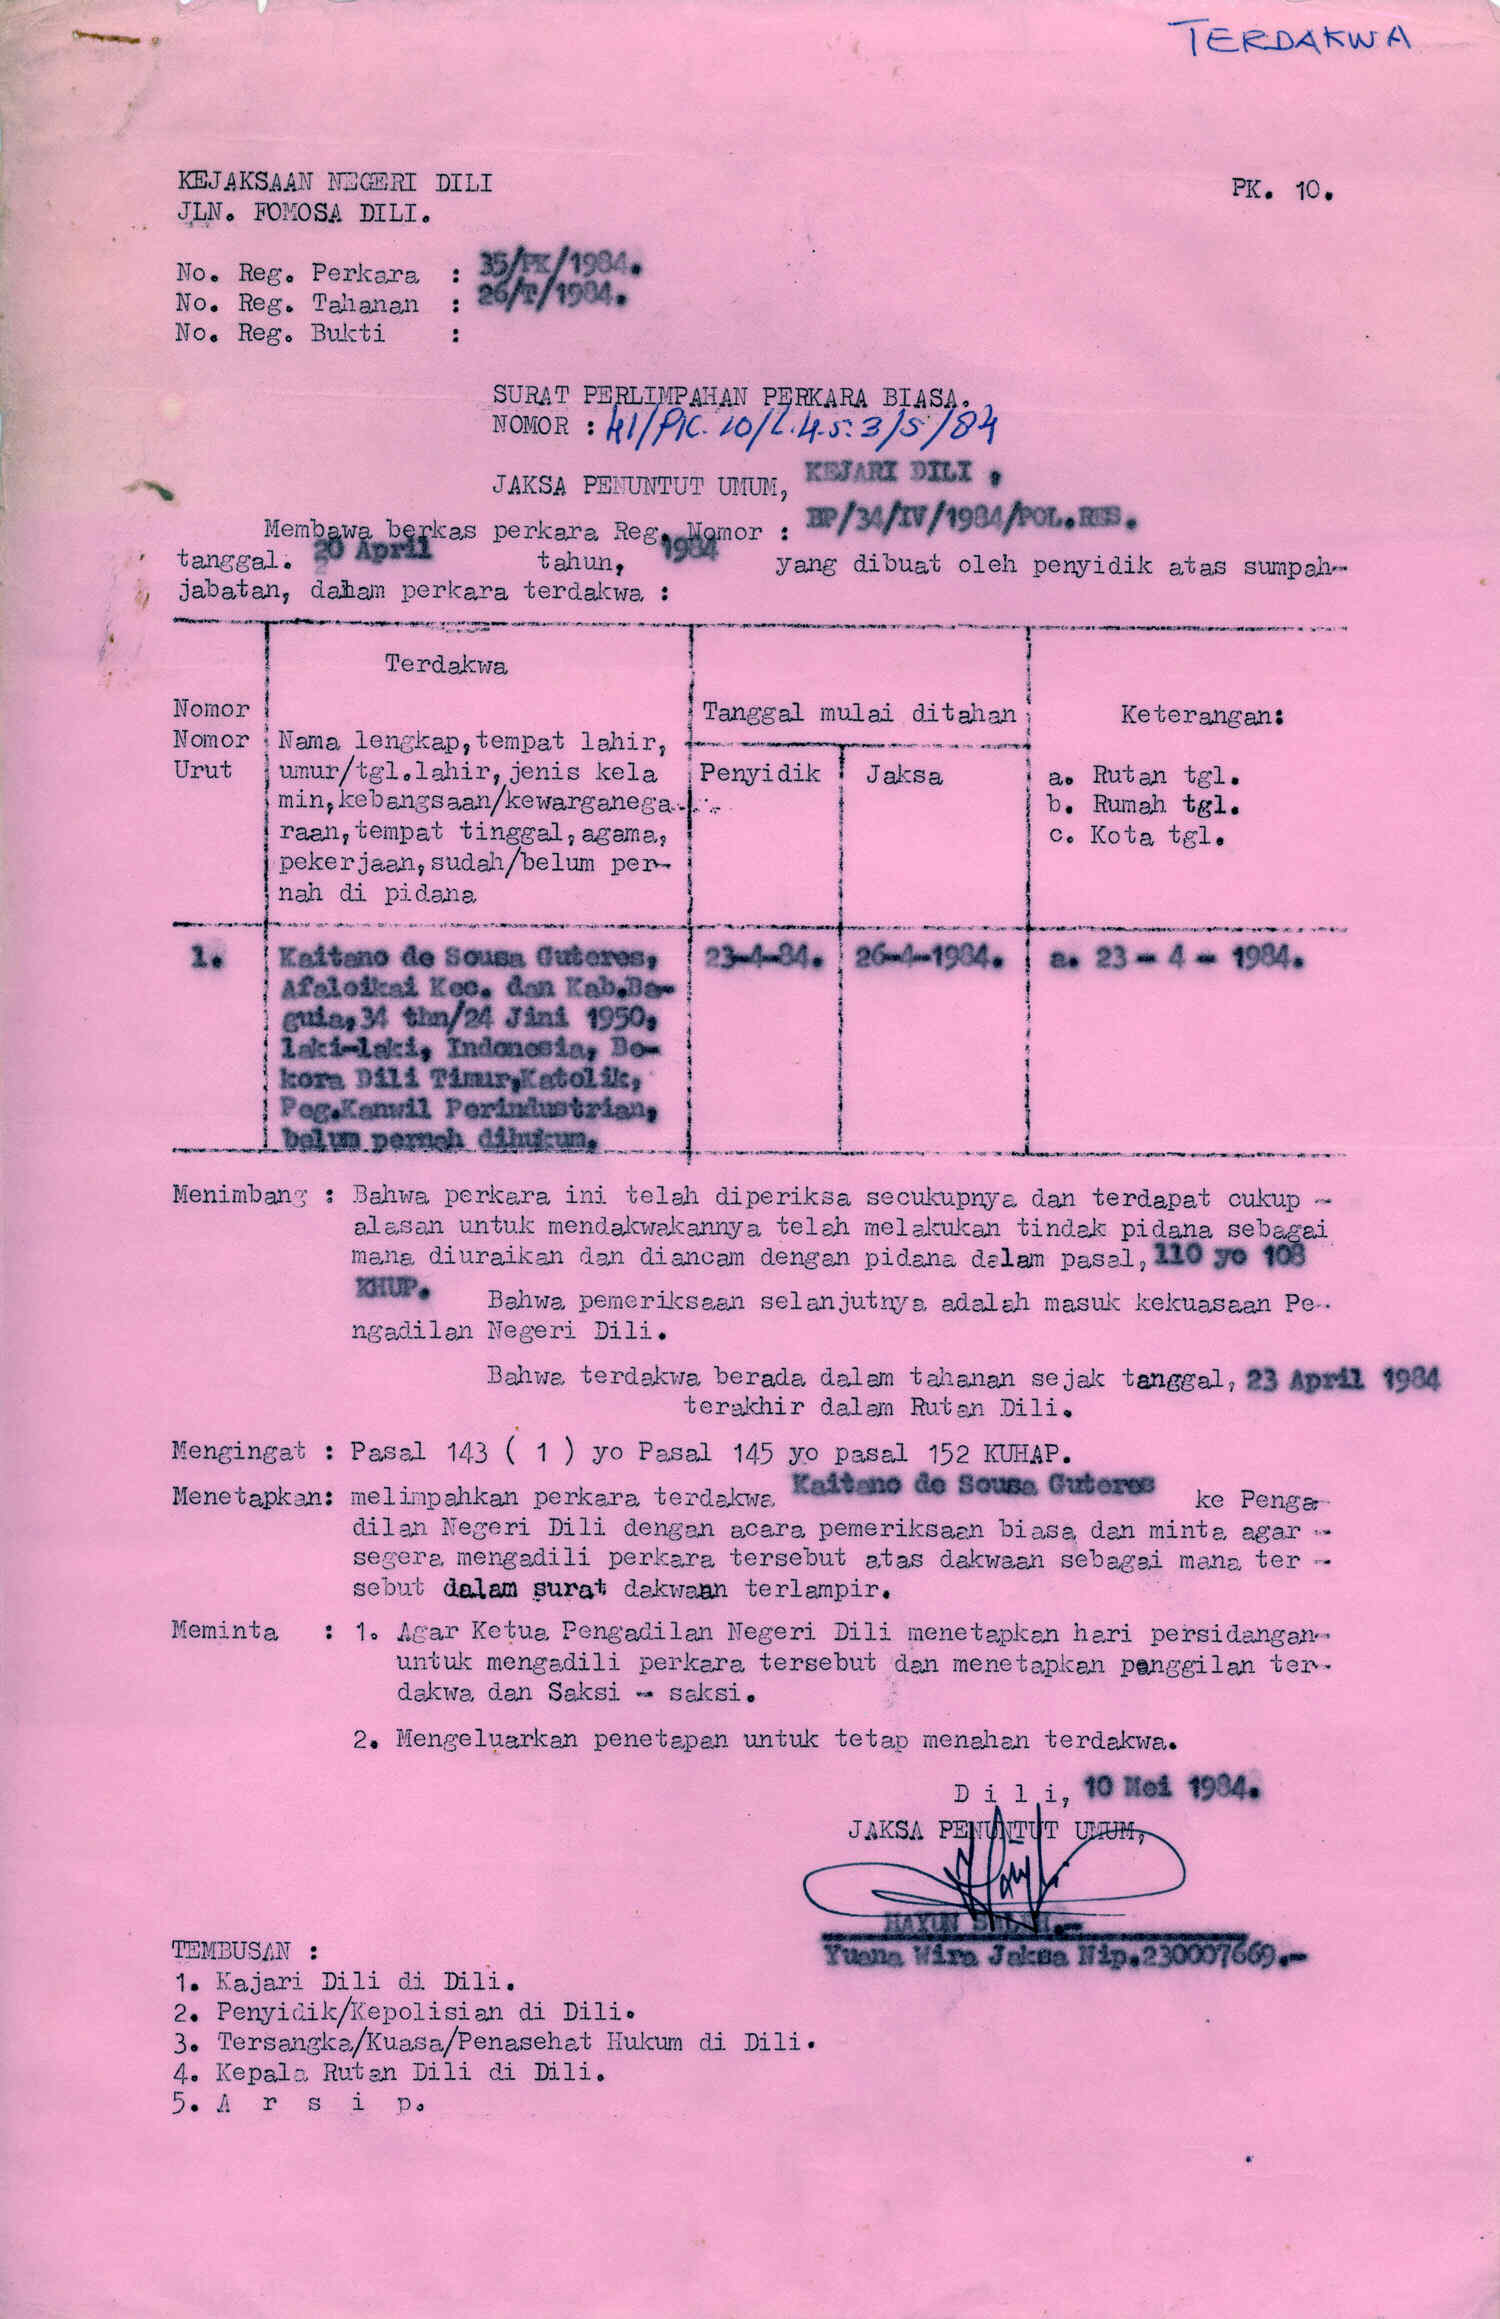 TERDAKWA
KEJAKSAAN NEGERI DILI
JLN. FOMOSA DILI.
PK. 10.
No. Reg. Perkara : 35/PK/1984.
No. Reg. Tahanan : 26/T/1984.
No. Reg. Bukti :
SURAT PERLIMPAHAN PERKARA BIASA.
NOMOR : 41/PK.10/L.4.5.3/5/84
JAKSA PENUNTUT UMUM, KEJARI DILI ,
Membawa berkas perkara Reg. Nomor : BP/34/IV/1984/POL.RES.
tanggal. 20 April tahun, 1984 yang dibuat oleh penyidik atas sumpah-
jabatan, daham perkara terdakwa :
Terdakwa
Nomor
Tanggal mulai ditahan
Keterangan:
Nomor Nama lengkap, tempat lahir,
Urut umur/tgl.lahir, jenis kela Penyidik Jaksa a. Rutan tgl.
min, kebangsaan/kewarganega- b. Rumah tgl.
raan, tempat tinggal, agama, c. Kota tgl.
pekerjaan, sudah/belum per-
nah di pidana
1. Kaitano de Sousa Guteres, 23-4-84. 26-4-1984. a. 23 - 4 - 1984.
Afaloikai Kec. dan Kab.Ba-
guia, 34 thn/24 Jini 1950,
laki-laki, Indonesia, Be-
kora Dili Timur, Katolik,
Peg.Kanwil Perindustrian,
belum pernah dihukum.
Menimbang : Bahwa perkara ini telah diperiksa secukupnya dan terdapat cukup -
alasan untuk mendakwakannya telah melakukan tindak pidana sebagai
mana diuraikan dan diancam dengan pidana dalam pasal, 110 yo 108
KHUP.
Bahwa pemeriksaan selanjutnya adalah masuk kekuasaan Pe-
ngadilan Negeri Dili.
Bahwa terdakwa berada dalam tahanan sejak tanggal, 23 April 1984
terakhir dalam Rutan Dili.
Mengingat : Pasal 143 ( 1 ) yo Pasal 145 yo pasal 152 KUHAP.
Menetapkan: melimpahkan perkara terdakwa Kaitano de Sousa Guteres ke Penga-
dilan Negeri Dili dengan acara pemeriksaan biasa dan minta agar -
segera mengadili perkara tersebut atas dakwaan sebagai mana ter -
sebut dalam surat dakwaan terlampir.
Meminta : 1. Agar Ketua Pengadilan Negeri Dili menetapkan hari persidangan-
untuk mengadili perkara tersebut dan menetapkan panggilan ter-
dakwa dan Saksi - saksi.
2. Mengeluarkan penetapan untuk tetap menahan terdakwa.
D i l i, 10 Mei 1984.
JAKSA PENUNTUT UMUM,
Yuana Wira Jaksa Nip.230007669.-
TEMBUSAN :
1. Kajari Dili di Dili.
2. Penyidik/Kepolisian di Dili.
3. Tersangka/Kuasa/Penasehat Hukum di Dili.
4. Kepala Rutan Dili di Dili.
5. A r s i p.